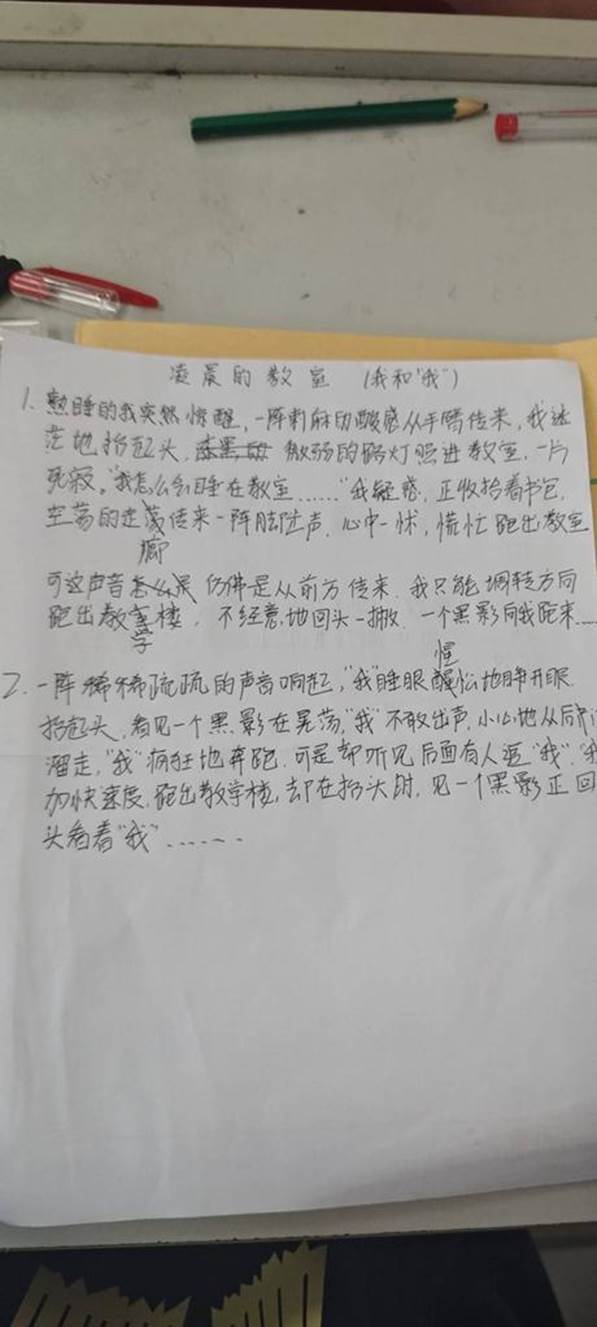 凌晨的教室 (我和"我")
1. 熟睡的我突然惊醒,一阵刺麻的酸感从手臂传来,我迷
茫地抬起头,微弱的路灯照进教室,一片
死寂。"我怎么会睡在教室……"我疑惑,正收拾着书包,
空荡的走廊传来一阵脚步声,心中一怵,慌忙跑出教室
可这声音仿佛是从前方传来,我只能调转方向
跑出教学楼,不经意地回头一撇,一个黑影向我跑来……
2. 一阵稀稀疏疏的声音响起,"我"睡眼惺忪地睁开眼,
抬起头,看见一个黑影在晃荡,"我"不敢出声,小心地从后门
溜走,"我"疯狂地奔跑,可是却听见后面有人追"我","我
加快速度,跑出教学楼,却在抬头时,见一个黑影正回
头看着"我"……